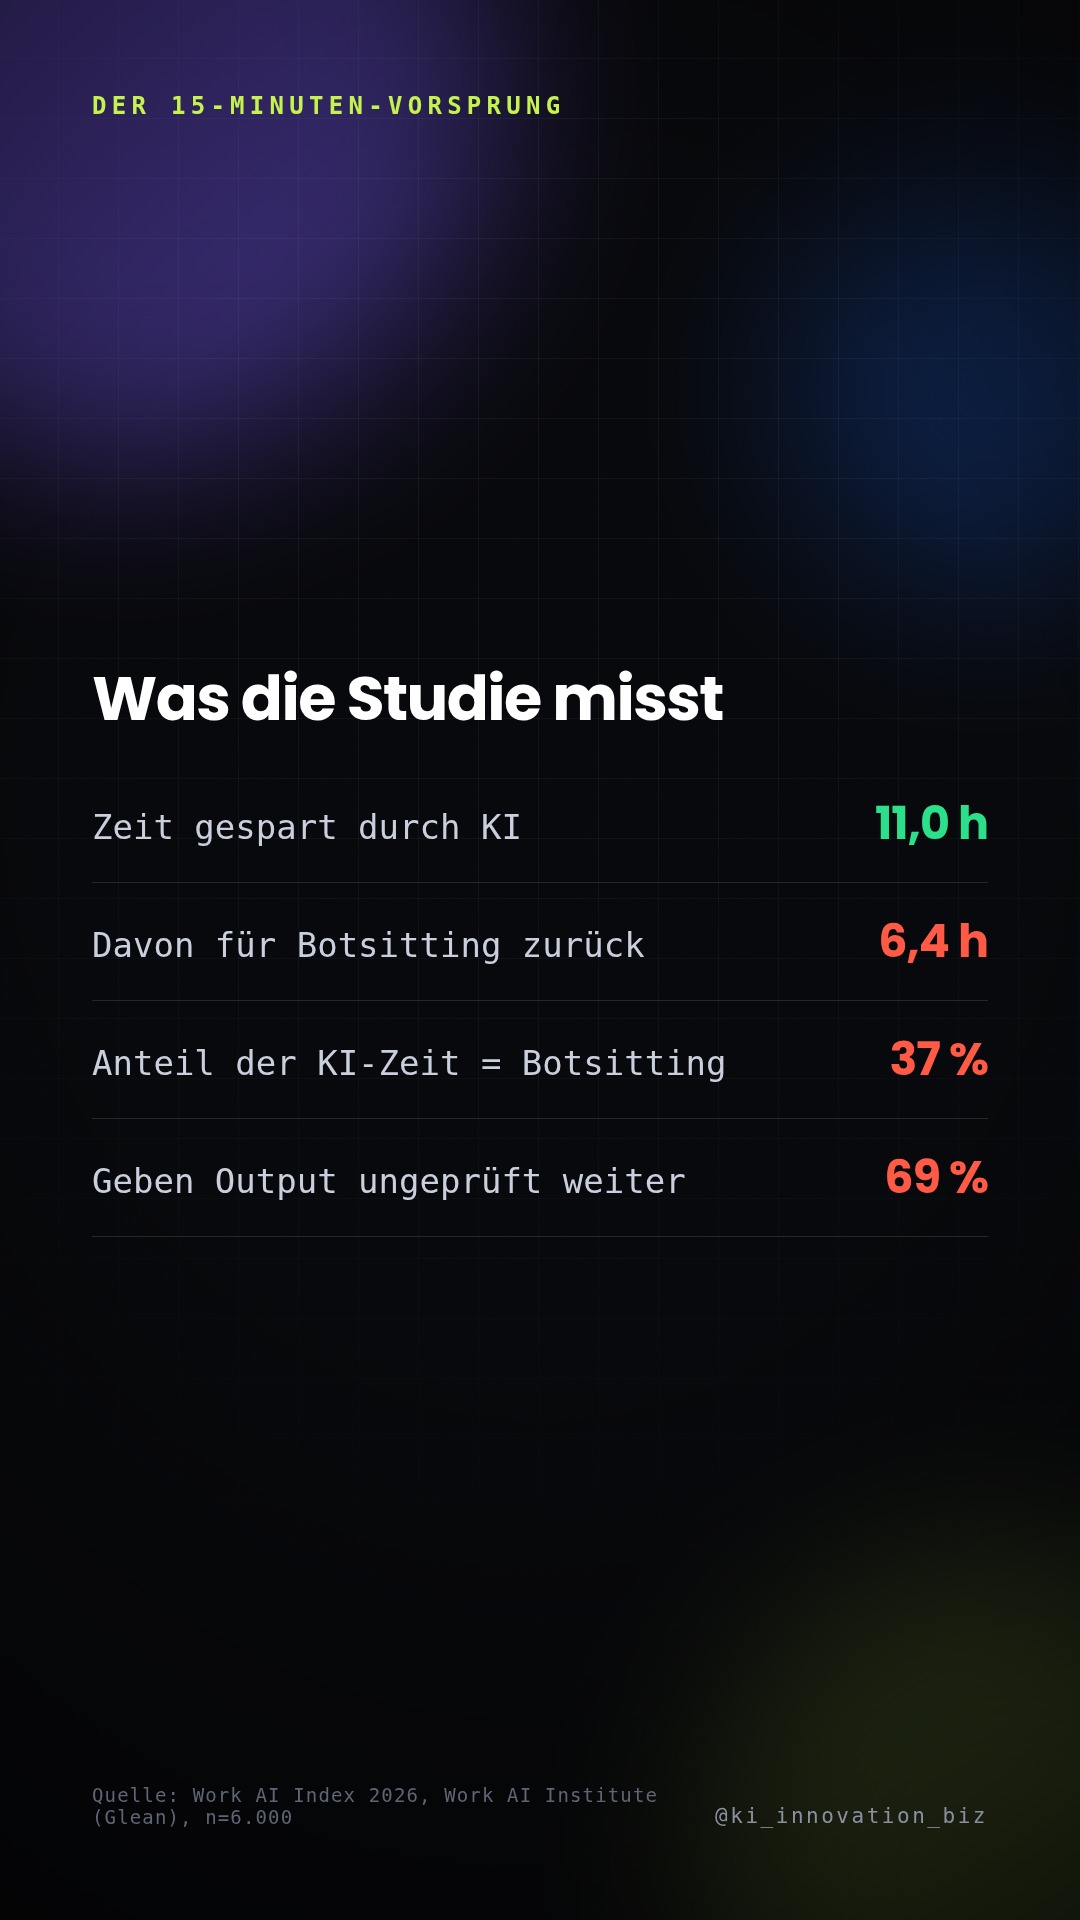 DER 15-MINUTEN-VORSPRUNG
Was die Studie misst
Zeit gespart durch KI 11,0 h
Davon für Botsitting zurück 6,4 h
Anteil der KI-Zeit = Botsitting 37 %
Geben Output ungeprüft weiter 69 %
Quelle: Work AI Index 2026, Work AI Institute
(Glean), n=6.000
@ki_innovation_biz